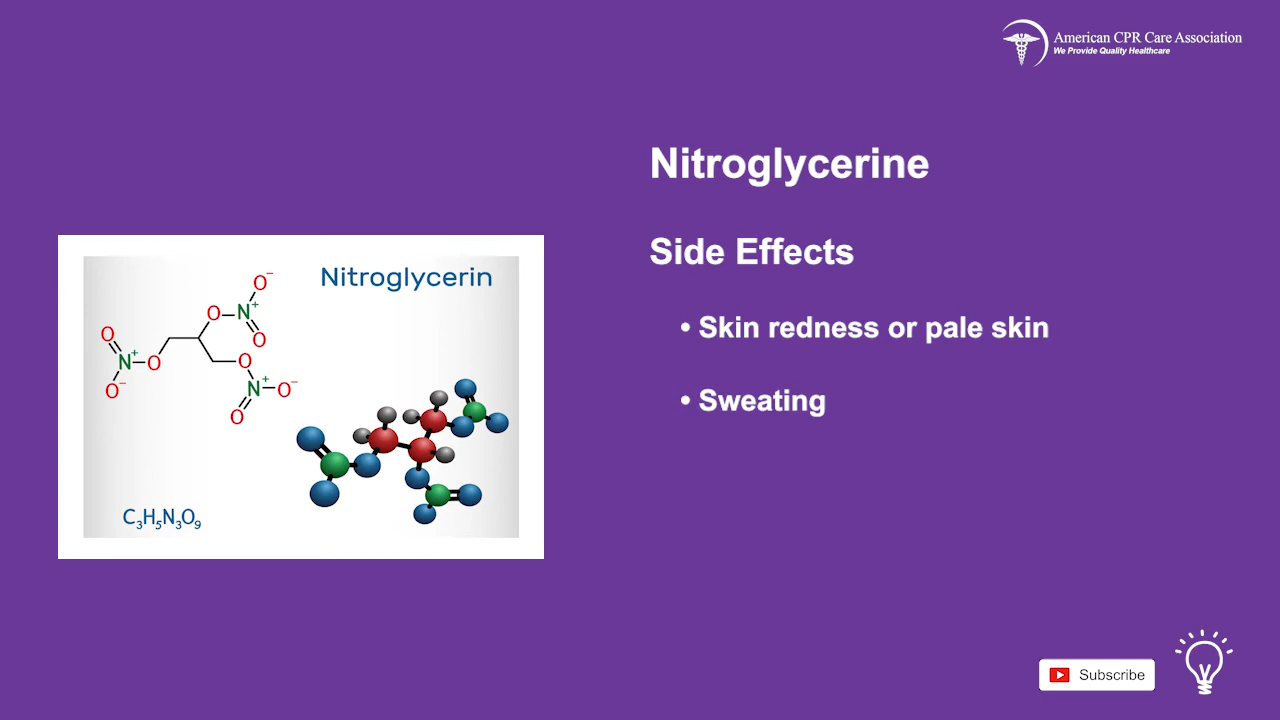 American CPR Care Association
We Provide Quality Healthcare
Nitroglycerine
Side Effects
• Skin redness or pale skin
• Sweating
Nitroglycerin
O⁻
O N⁺
O
O
N⁺ O
O⁻
O
N⁺ O⁻
O
C₃H₅N₃O₉
Subscribe